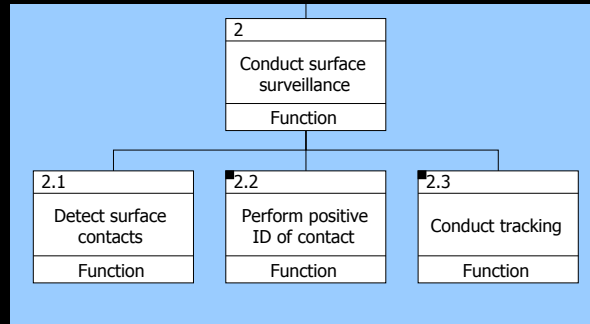 2
Conduct surface
surveillance
Function
2.1
Detect surface
contacts
Function
2.2
Perform positive
ID of contact
Function
2.3
Conduct tracking
Function